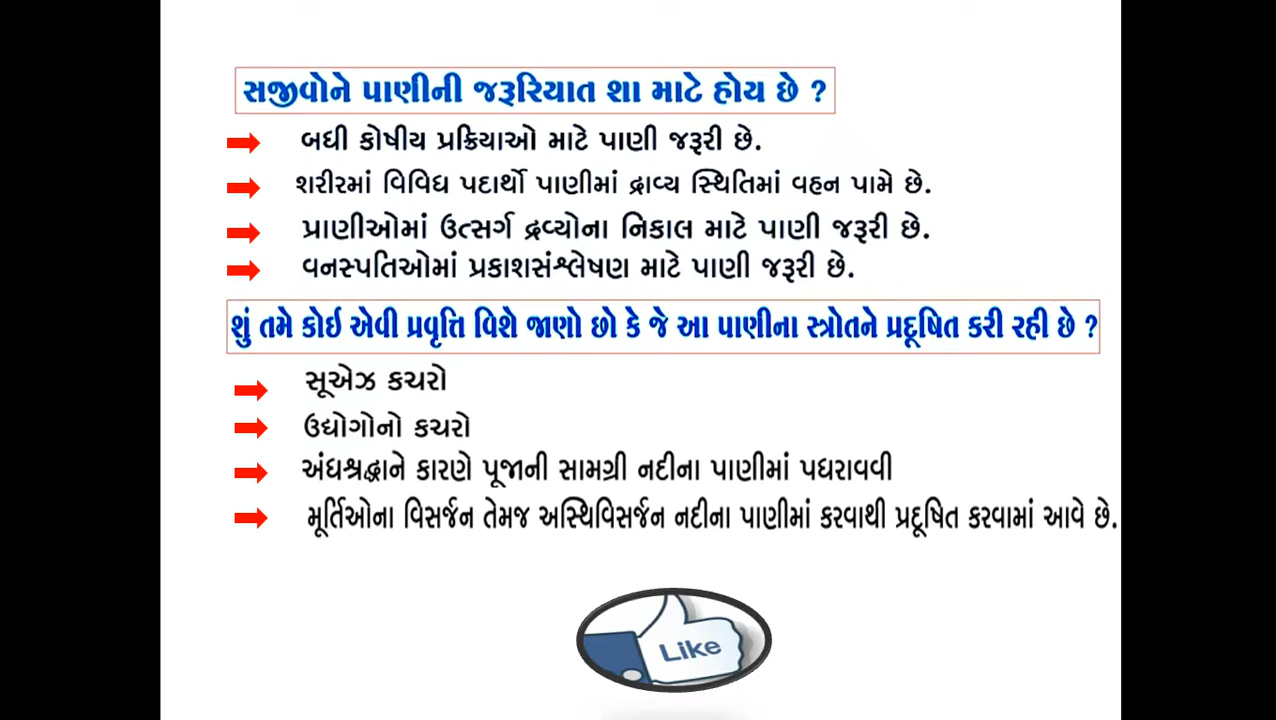 સજીવોને પાણીની જરૂરિયાત શા માટે હોય છે ?
બધી કોષીય પ્રક્રિયાઓ માટે પાણી જરૂરી છે.
શરીરમાં વિવિધ પદાર્થો પાણીમાં દ્રાવ્ય સ્થિતિમાં વહન પામે છે.
પ્રાણીઓમાં ઉત્સર્ગ દ્રવ્યોના નિકાલ માટે પાણી જરૂરી છે.
વનસ્પતિઓમાં પ્રકાશસંશ્લેષણ માટે પાણી જરૂરી છે.
શું તમે કોઈ એવી પ્રવૃત્તિ વિશે જાણો છો કે જે આ પાણીના સ્ત્રોતને પ્રદૂષિત કરી રહી છે ?
સૂએઝ કચરો
ઉદ્યોગોનો કચરો
અંધશ્રદ્ધાને કારણે પૂજાની સામગ્રી નદીના પાણીમાં પધરાવવી
મૂર્તિઓના વિસર્જન તેમજ અસ્થિવિસર્જન નદીના પાણીમાં કરવાથી પ્રદૂષિત કરવામાં આવે છે.
Like